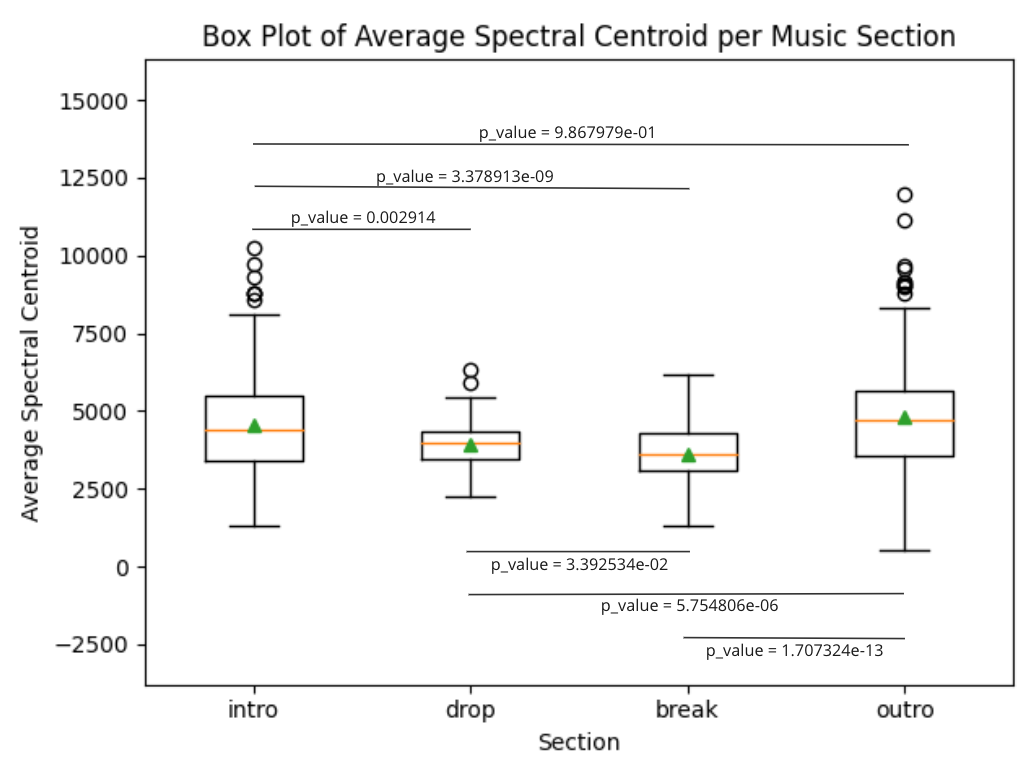 Box Plot of Average Spectral Centroid per Music Section
15000
p_value = 9.867979e-01
12500
p_value = 3.378913e-09
p_value = 0.002914
10000
7500
5000
2500
0
−2500
Average Spectral Centroid
p_value = 3.392534e-02
p_value = 5.754806e-06
p_value = 1.707324e-13
intro drop break outro
Section